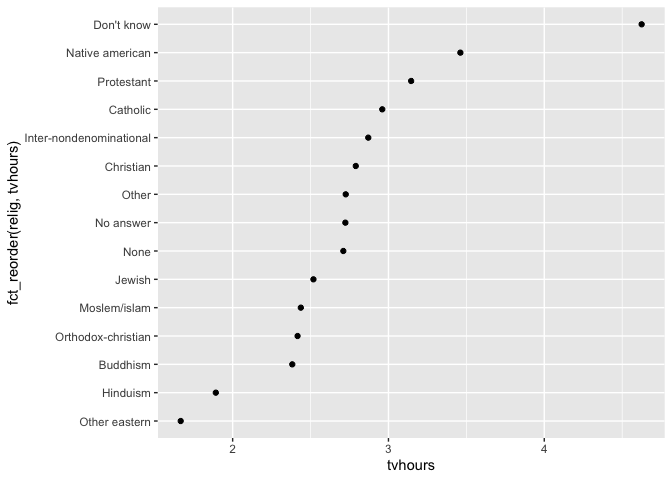 Don't know
Native american
Protestant
Catholic
Inter-nondenominational
Christian
Other
No answer
None
Jewish
Moslem/islam
Orthodox-christian
Buddhism
Hinduism
Other eastern
fct_reorder(relig, tvhours)
2 3 4
tvhours